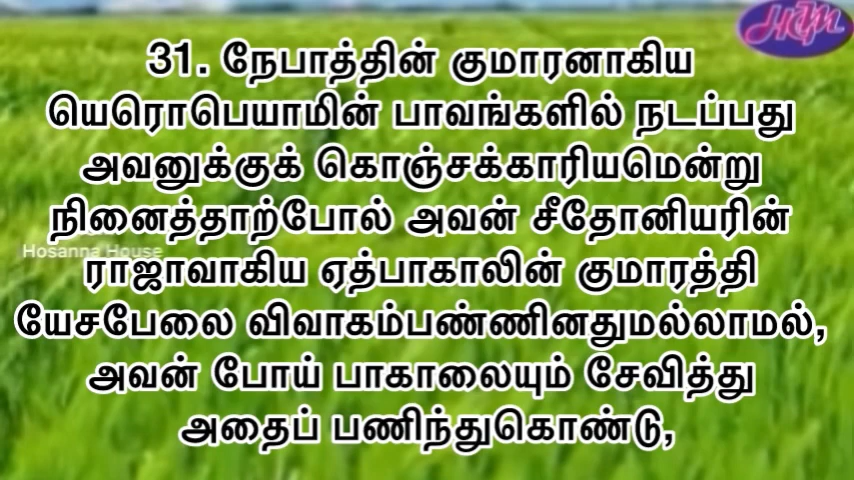 31. நேபாத்தின் குமாரனாகிய
யெரொபெயாமின் பாவங்களில் நடப்பது
அவனுக்குக் கொஞ்சக்காரியமென்று
நினைத்தாற்போல் அவன் சீதோனியரின்
Hosanna House
ராஜாவாகிய ஏத்பாகாலின் குமாரத்தி
யேசபேலை விவாகம்பண்ணினதுமல்லாமல்,
அவன் போய் பாகாலையும் சேவித்து
அதைப் பணிந்துகொண்டு,